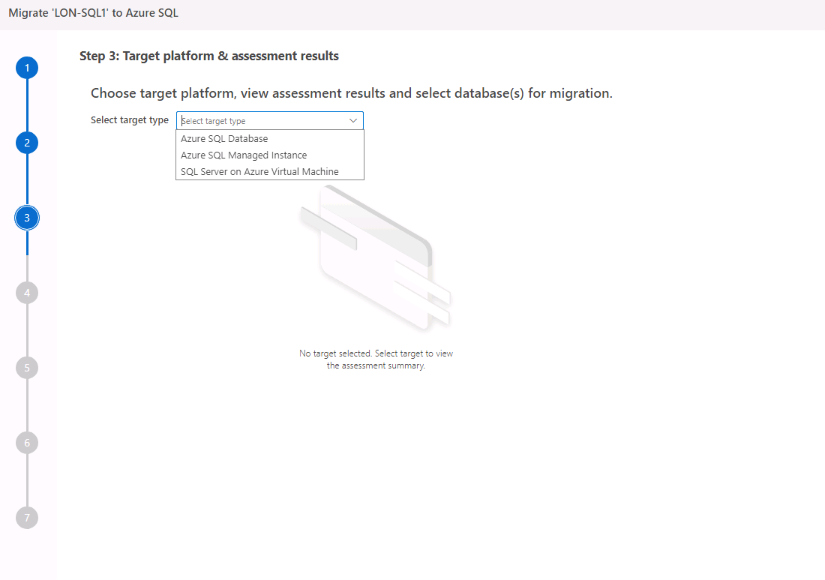 Migrate 'LON-SQL1' to Azure SQL
1
Step 3: Target platform & assessment results
Choose target platform, view assessment results and select database(s) for migration.
Select target type
Select target type
Azure SQL Database
2
Azure SQL Managed Instance
SQL Server on Azure Virtual Machine
3
4
No target selected. Select target to view
the assessment summary.
5
6
7